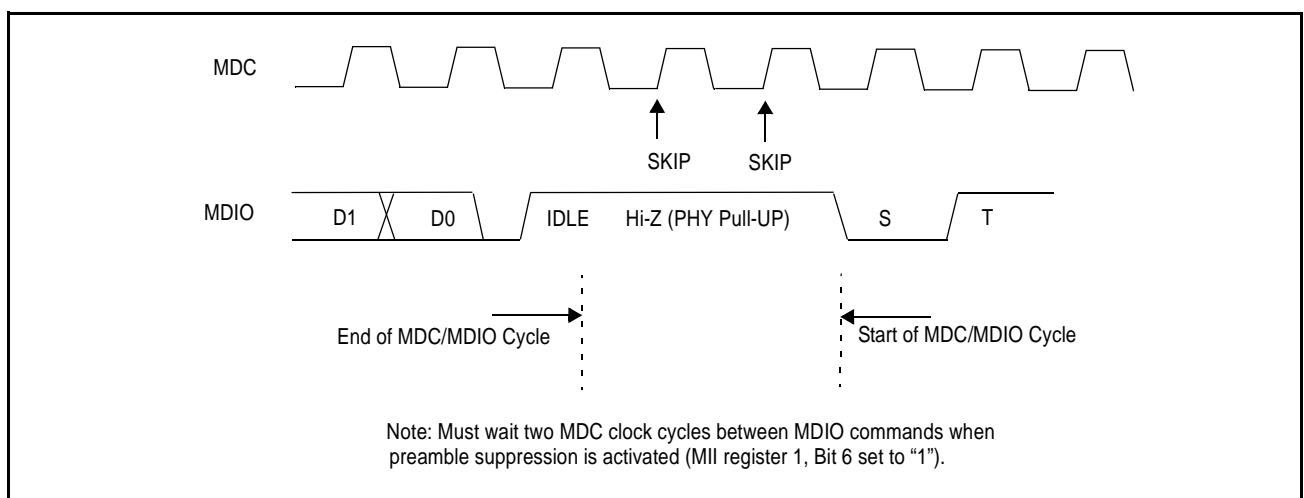 MDC
SKIP SKIP
MDIO D1 D0 IDLE Hi-Z (PHY Pull-UP) S T
End of MDC/MDIO Cycle Start of MDC/MDIO Cycle
Note: Must wait two MDC clock cycles between MDIO commands when
preamble suppression is activated (MII register 1, Bit 6 set to “1”).